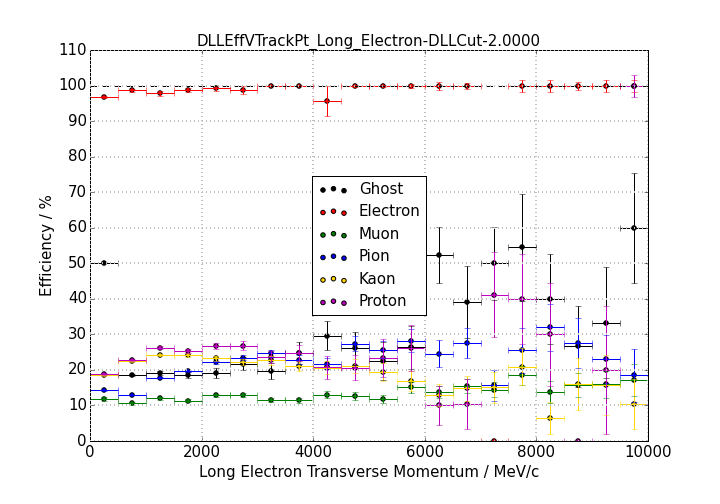 DLLEffVTrackPt_Long_Electron-DLLCut-2.0000
110
100
90
80
70
60
50
40
30
20
10
0
Efficiency / %
Ghost
Electron
Muon
Pion
Kaon
Proton
0 2000 4000 6000 8000 10000
Long Electron Transverse Momentum / MeV/c